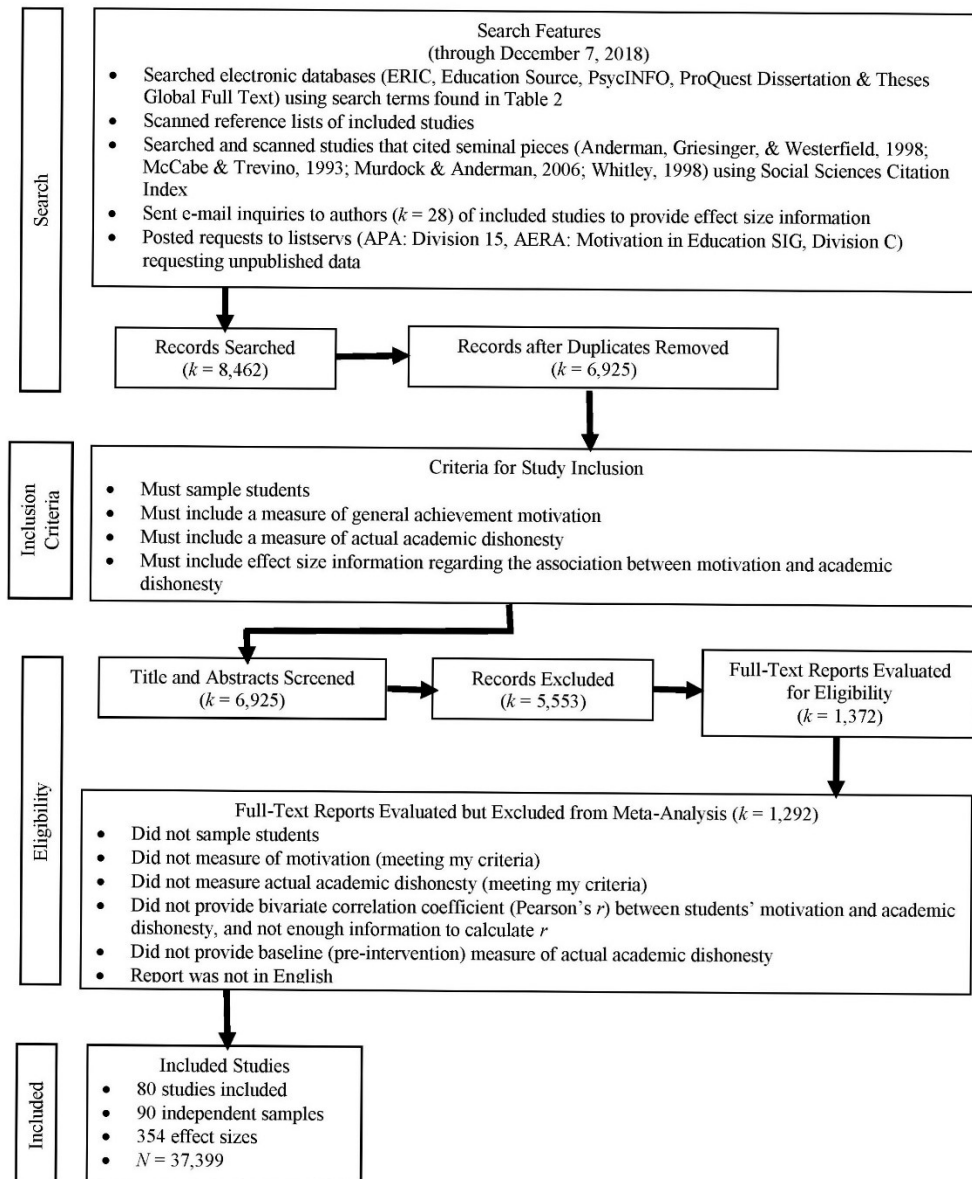 Search
Search Features
(through December 7, 2018)
• Searched electronic databases (ERIC, Education Source, PsycINFO, ProQuest Dissertation & Theses
Global Full Text) using search terms found in Table 2
• Scanned reference lists of included studies
• Searched and scanned studies that cited seminal pieces (Anderman, Griesinger, & Westerfield, 1998;
McCabe & Trevino, 1993; Murdock & Anderman, 2006; Whitley, 1998) using Social Sciences Citation
Index
• Sent e-mail inquiries to authors (k = 28) of included studies to provide effect size information
• Posted requests to listservs (APA: Division 15, AERA: Motivation in Education SIG, Division C)
requesting unpublished data
Records Searched
(k = 8,462)
Records after Duplicates Removed
(k = 6,925)
Inclusion
Criteria
Criteria for Study Inclusion
• Must sample students
• Must include a measure of general achievement motivation
• Must include a measure of actual academic dishonesty
• Must include effect size information regarding the association between motivation and academic
dishonesty
Eligibility
Title and Abstracts Screened
(k = 6,925)
Records Excluded
(k = 5,553)
Full-Text Reports Evaluated
for Eligibility
(k = 1,372)
Full-Text Reports Evaluated but Excluded from Meta-Analysis (k = 1,292)
• Did not sample students
• Did not measure of motivation (meeting my criteria)
• Did not measure actual academic dishonesty (meeting my criteria)
• Did not provide bivariate correlation coefficient (Pearson's r) between students' motivation and academic
dishonesty, and not enough information to calculate r
• Did not provide baseline (pre-intervention) measure of actual academic dishonesty
• Report was not in English
Included
Included Studies
• 80 studies included
• 90 independent samples
• 354 effect sizes
• N = 37,399